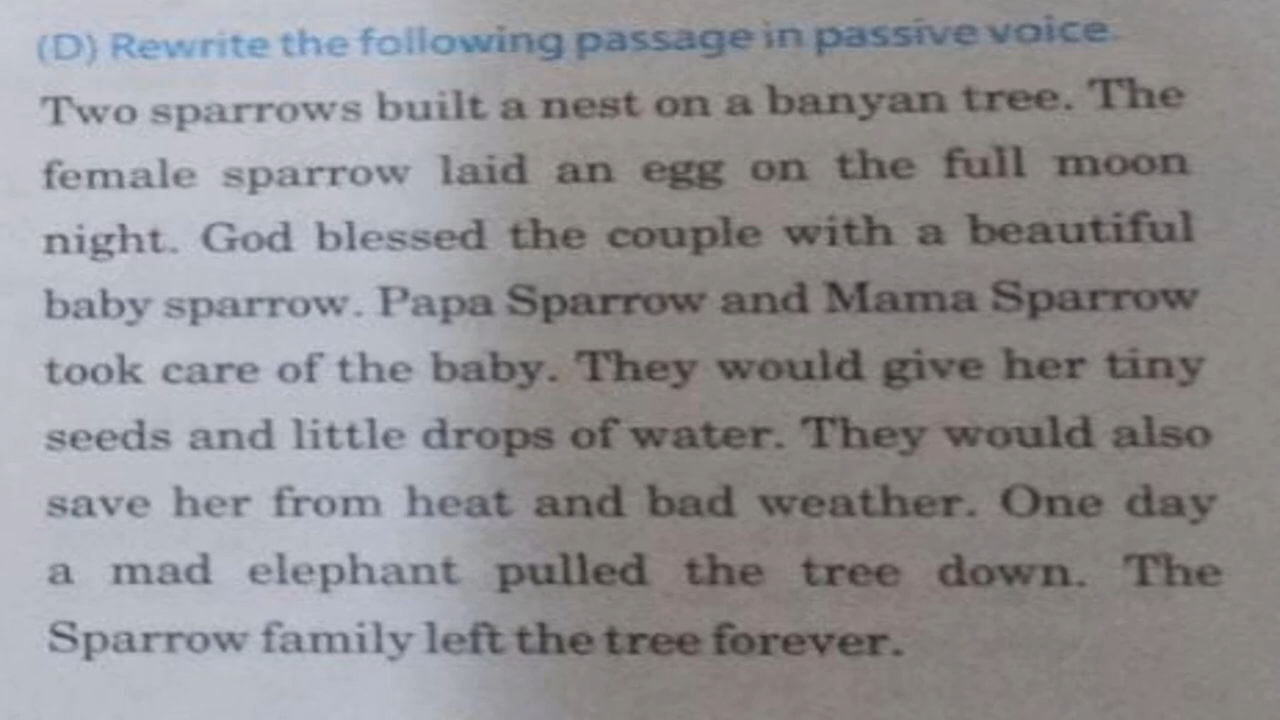 (D) Rewrite the following passage in passive voice.
Two sparrows built a nest on a banyan tree. The
female sparrow laid an egg on the full moon
night. God blessed the couple with a beautiful
baby sparrow. Papa Sparrow and Mama Sparrow
took care of the baby. They would give her tiny
seeds and little drops of water. They would also
save her from heat and bad weather. One day
a mad elephant pulled the tree down. The
Sparrow family left the tree forever.